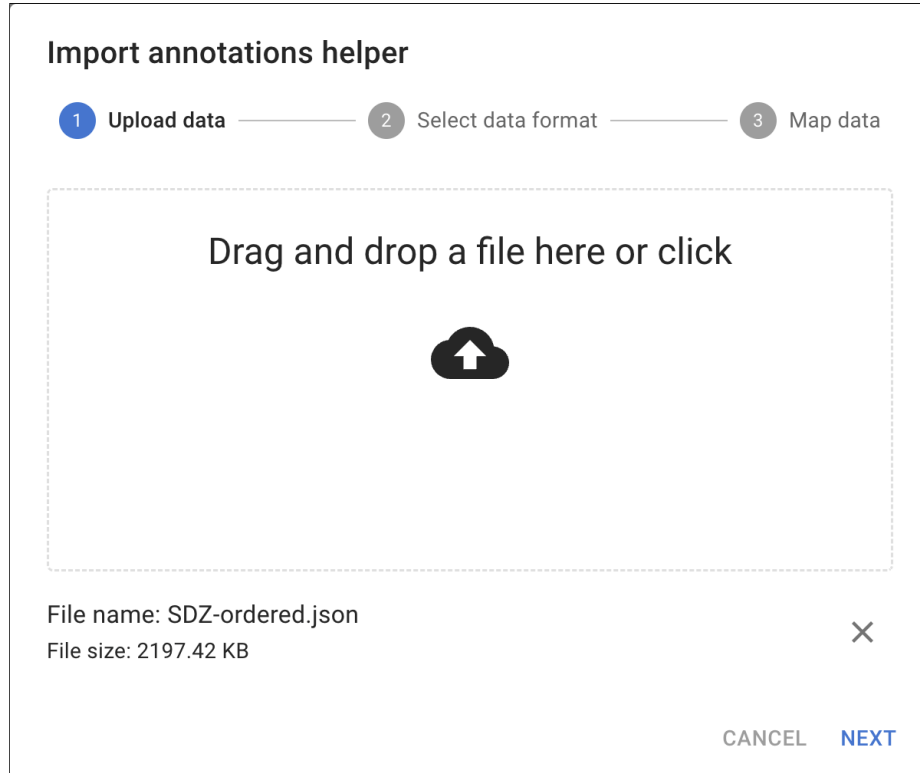 Import annotations helper
1 Upload data 2 Select data format 3 Map data
Drag and drop a file here or click
File name: SDZ-ordered.json
File size: 2197.42 KB
CANCEL NEXT